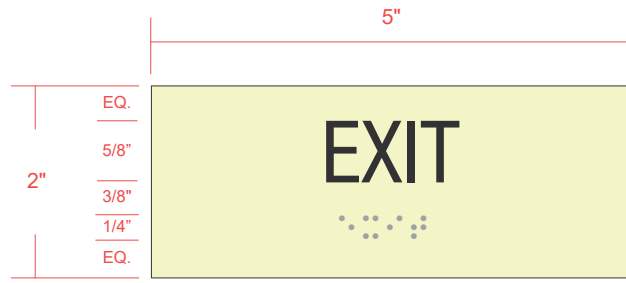 5"
EQ.
5/8”
2"
3/8"
1/4”
EQ.
EXIT
⠑⠭⠊⠞